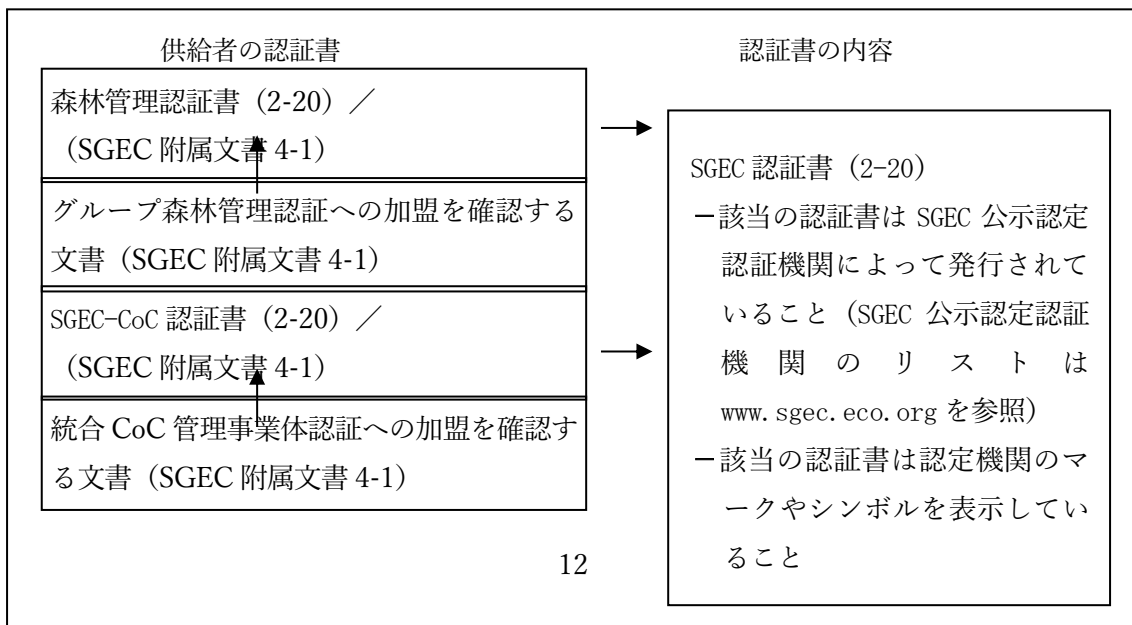 供給者の認証書
森林管理認証書（2-20）／
（SGEC 附属文書 4-1）
グループ森林管理認証への加盟を確認する
文書（SGEC 附属文書 4-1）
SGEC-CoC 認証書（2-20）／
（SGEC 附属文書 4-1）
統合 CoC 管理事業体認証への加盟を確認す
る文書（SGEC 附属文書 4-1）
認証書の内容
SGEC 認証書（2-20）
－該当の認証書は SGEC 公示認定
認証機関によって発行されて
いること（SGEC 公示認定認証
機関のリストは
www.sgec.eco.org を参照）
－該当の認証書は認定機関のマ
ークやシンボルを表示してい
ること
12